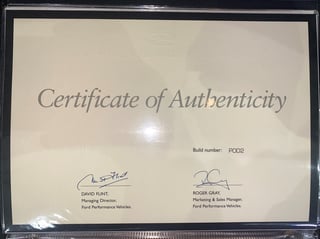 Certificate of Authenticity
Build number: P002
DAVID FLINT,
Managing Director.
Ford Performance Vehicles.
ROGER GRAY,
Marketing & Sales Manager.
Ford Performance Vehicles.